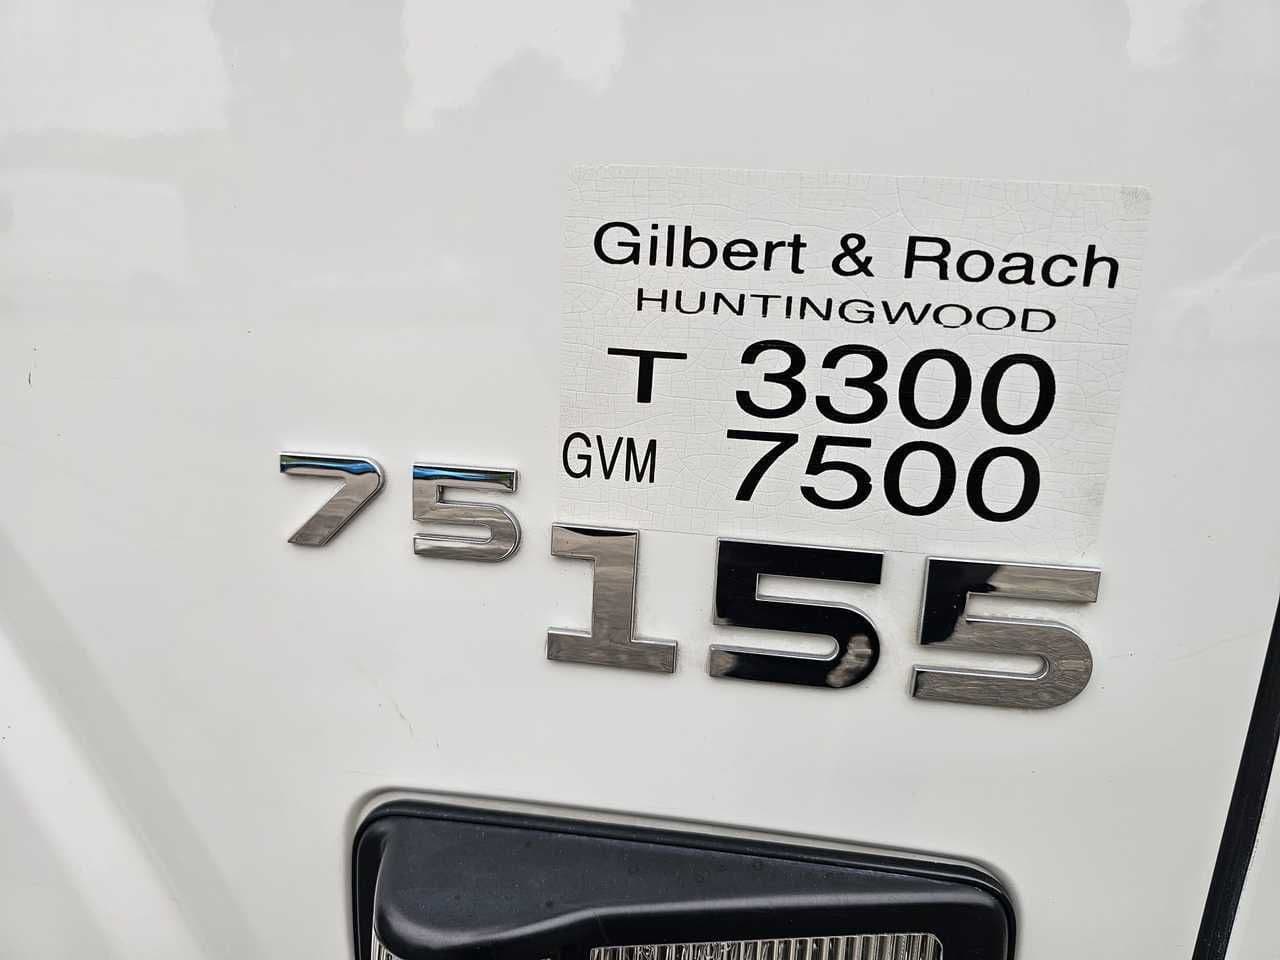 Gilbert & Roach
HUNTINGWOOD
T 3300
GVM 7500
75 155